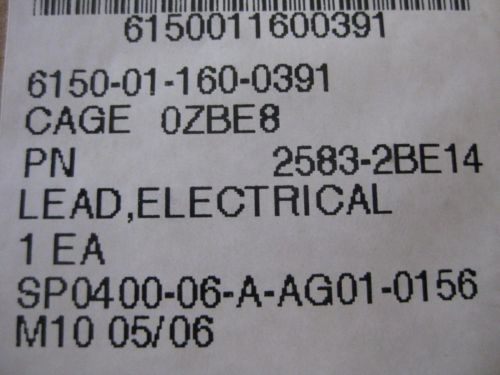 6150011600391
6150-01-160-0391
CAGE 0ZBE8
PN 2583-2BE14
LEAD,ELECTRICAL
1 EA
SP0400-06-A-AG01-0156
M10 05/06